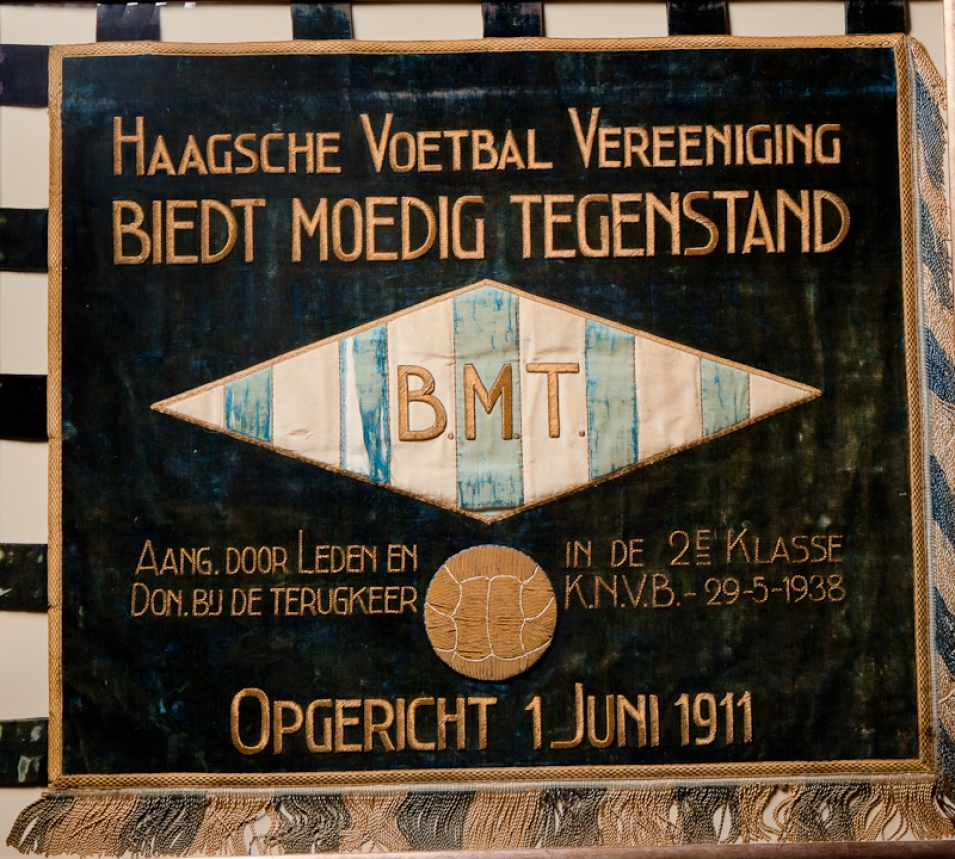 HAAGSCHE VOETBAL VEREENIGING
BIEDT MOEDIG TEGENSTAND
B.M.T.
AANG. DOOR LEDEN EN
DON. BIJ DE TERUGKEER
IN DE 2E KLASSE
K.N.V.B. - 29-5-1938
OPGERICHT 1 JUNI 1911